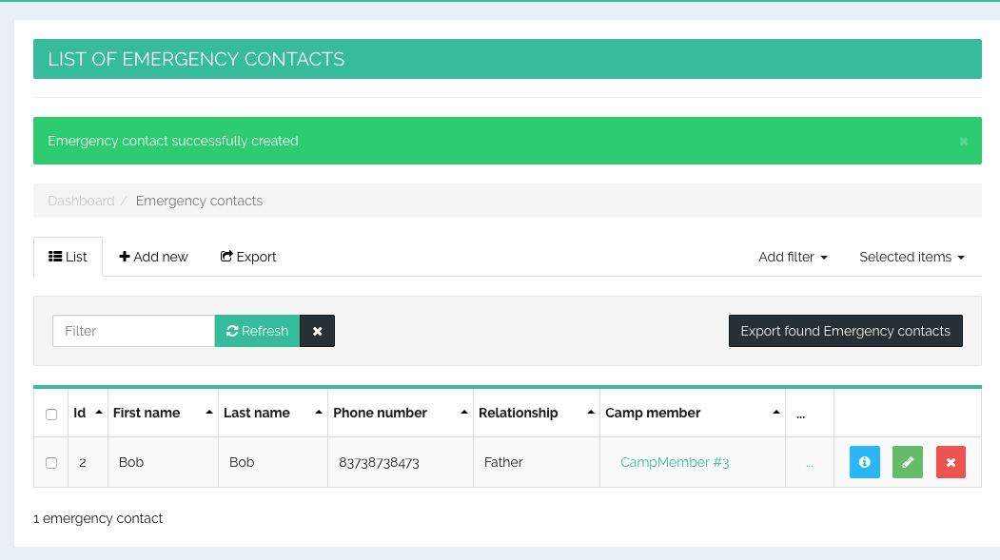 LIST OF EMERGENCY CONTACTS
Emergency contact successfully created ×
Dashboard / Emergency contacts
List Add new Export Add filter Selected items
Filter Refresh Export found Emergency contacts
Id First name Last name Phone number Relationship Camp member ...
2 Bob Bob 83738738473 Father CampMember #3 ...
1 emergency contact